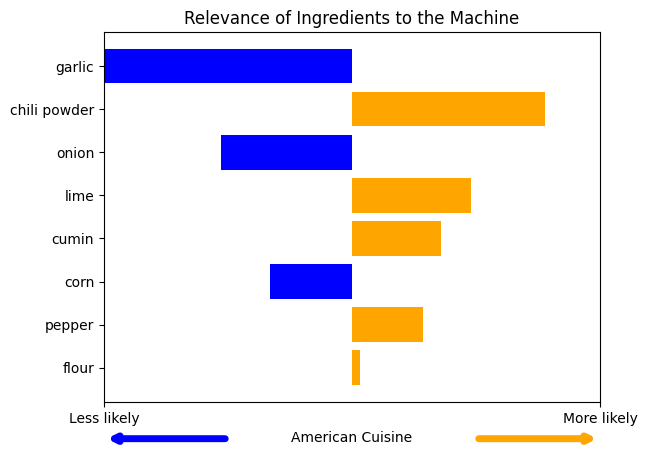 Relevance of Ingredients to the Machine
garlic
chili powder
onion
lime
cumin
corn
pepper
flour
Less likely
More likely
American Cuisine